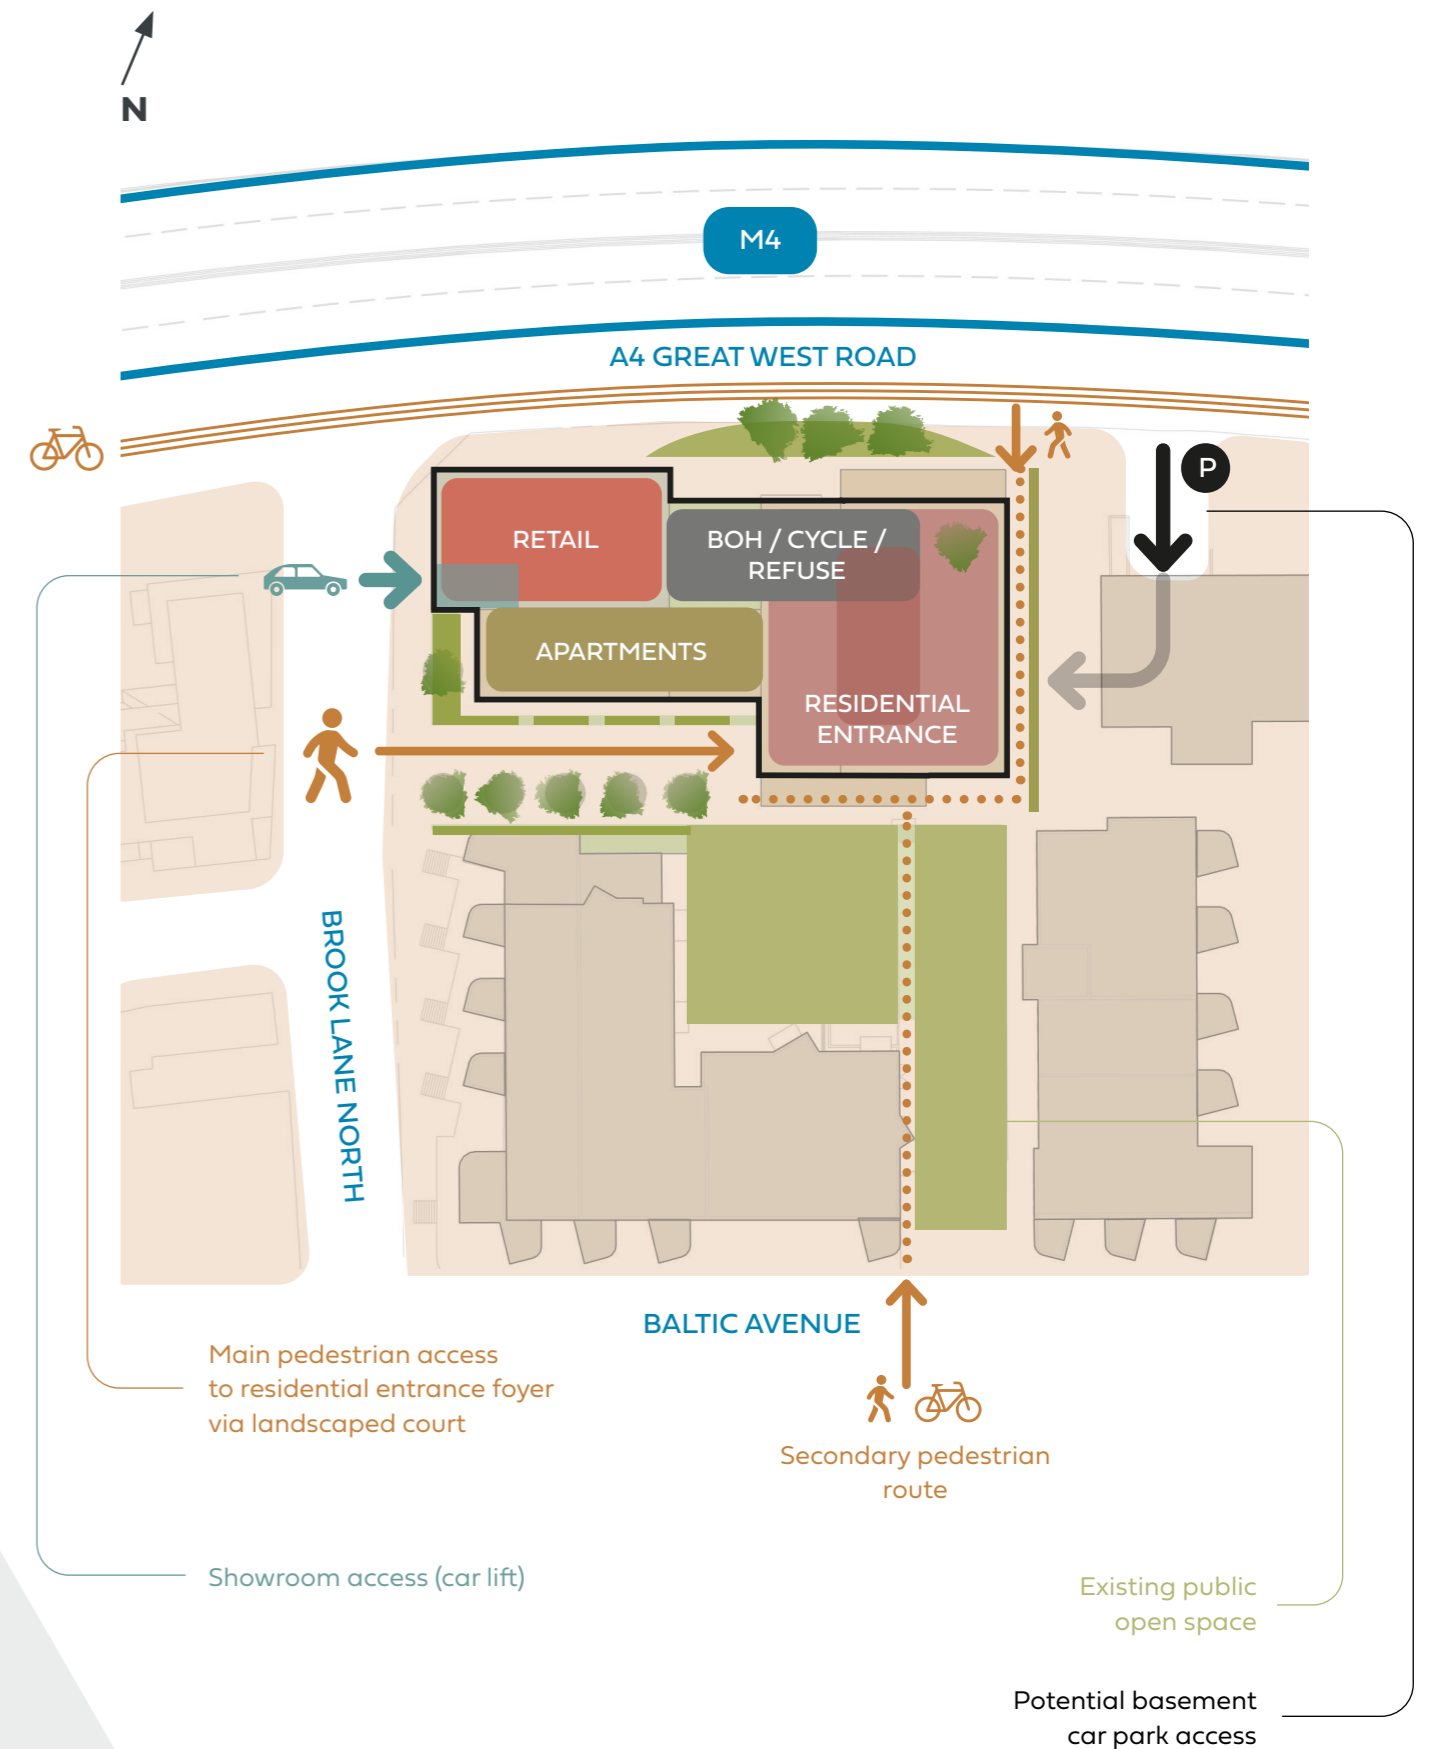 N
M4
A4 GREAT WEST ROAD
P
RETAIL
BOH / CYCLE /
REFUSE
APARTMENTS
RESIDENTIAL
ENTRANCE
BROOK LANE NORTH
BALTIC AVENUE
Main pedestrian access
to residential entrance foyer
via landscaped court
Secondary pedestrian
route
Showroom access (car lift)
Existing public
open space
Potential basement
car park access